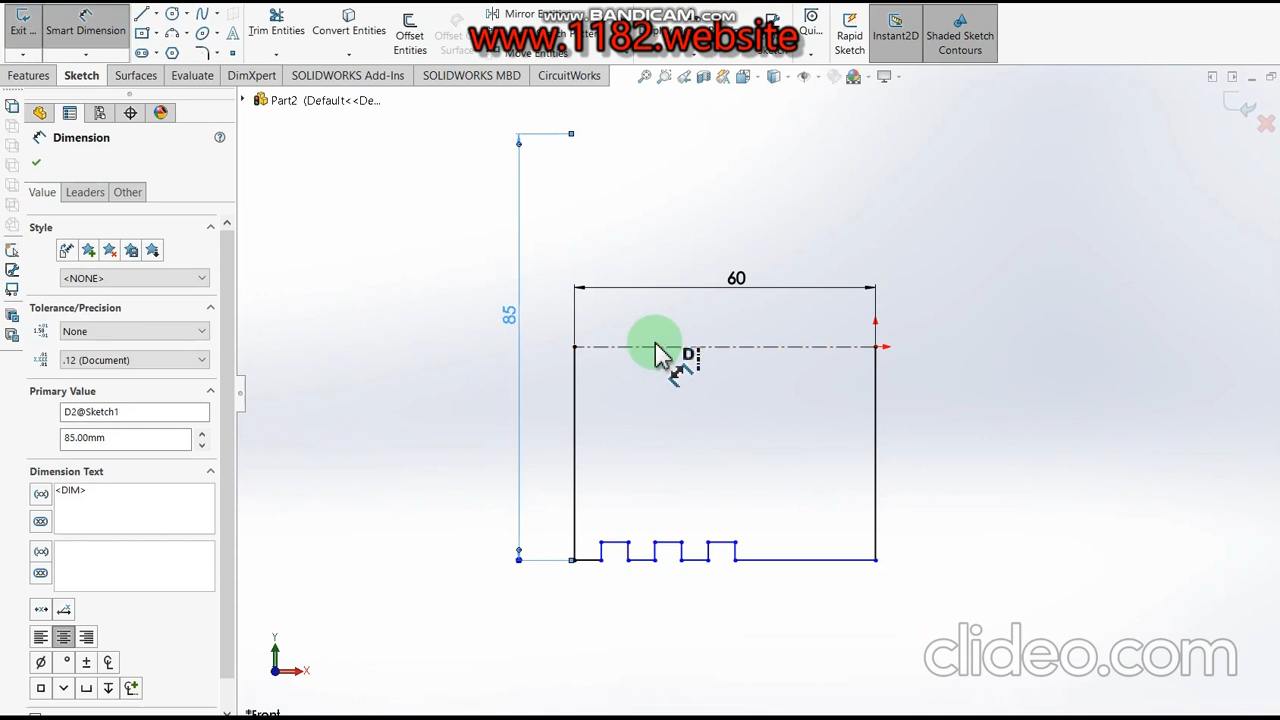 www.BANDICAM.com
www.1182.website
Exit ...
Smart Dimension
Trim Entities
Convert Entities
Offset Entities
Mirror Entities
Move Entities
Qui...
Rapid Sketch
Instant2D
Shaded Sketch Contours
Features
Sketch
Surfaces
Evaluate
DimXpert
SOLIDWORKS Add-Ins
SOLIDWORKS MBD
CircuitWorks
Part2 (Default<<De...
Dimension
Value
Leaders
Other
Style
<NONE>
Tolerance/Precision
None
.12 (Document)
Primary Value
D2@Sketch1
85.00mm
Dimension Text
<DIM>
60
85
D
Y
X
*Front
clideo.com